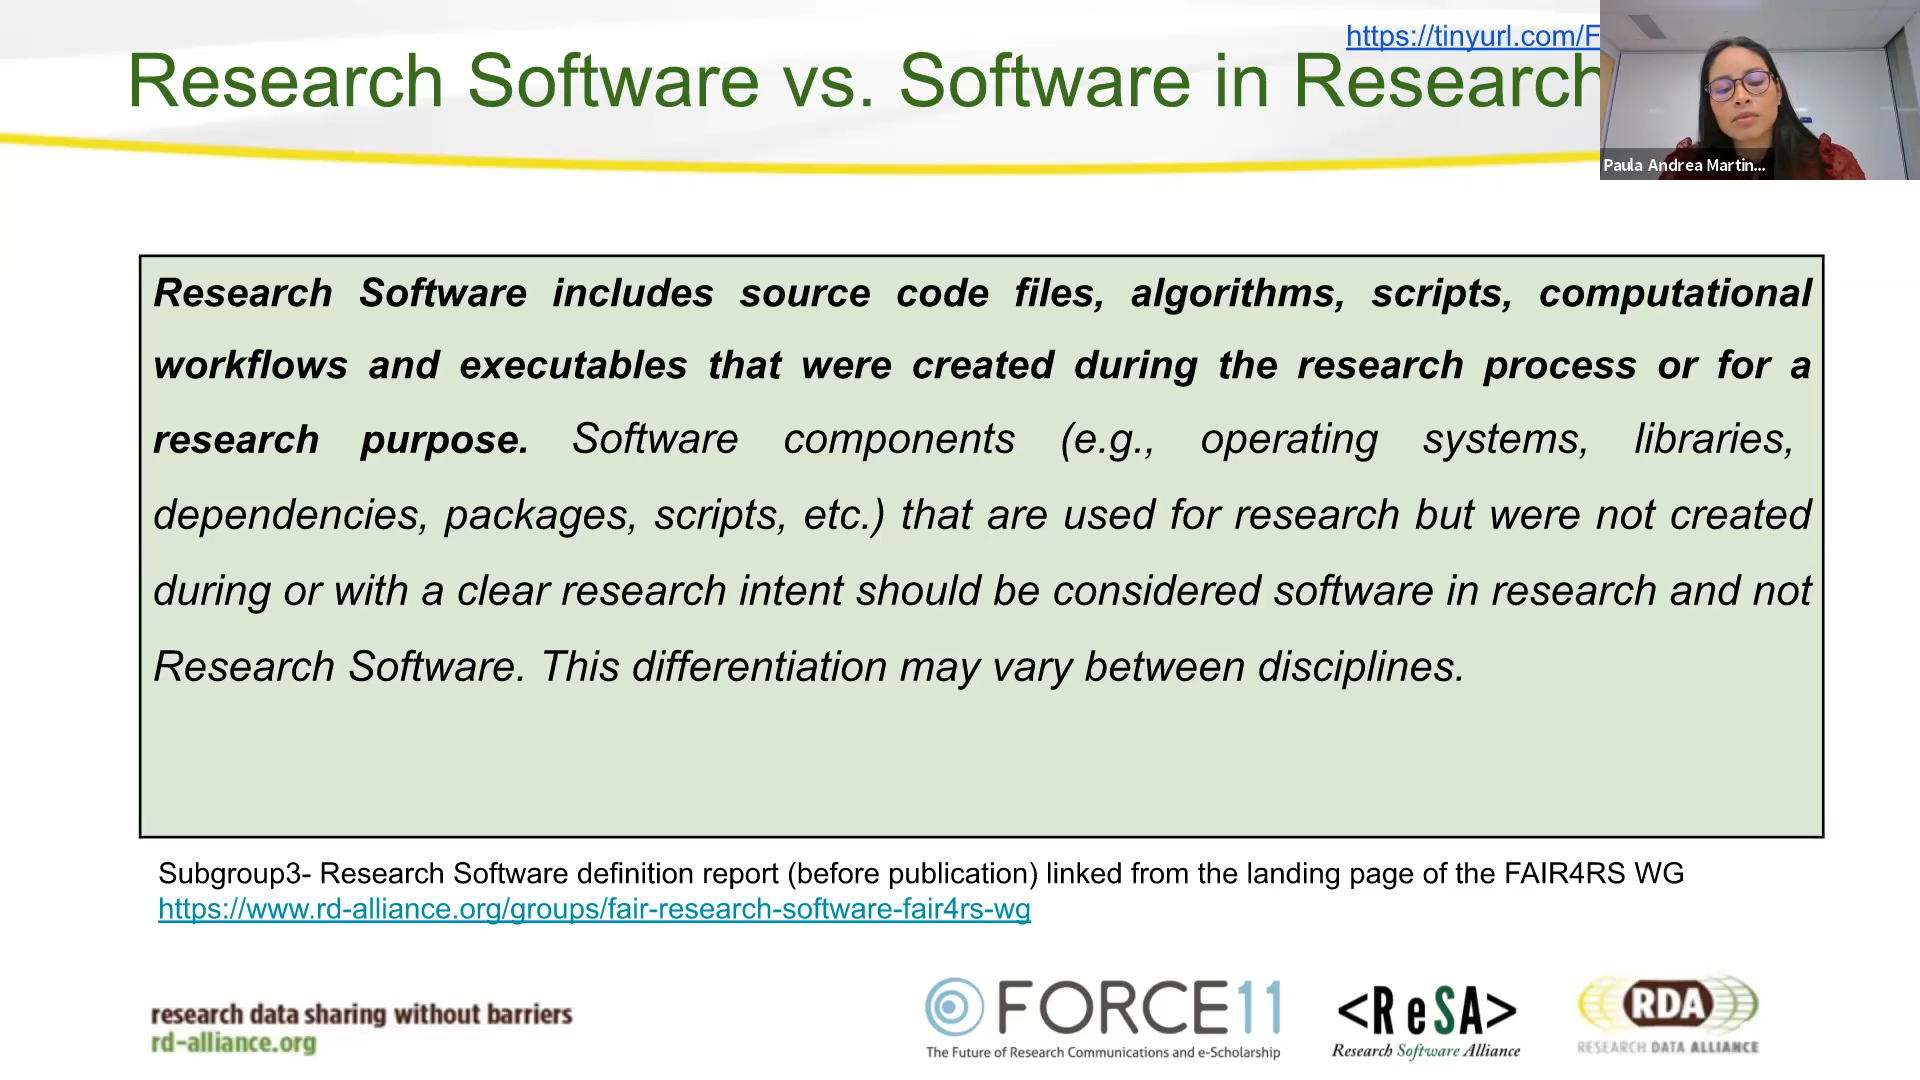 https://tinyurl.com/F
Research Software vs. Software in Research
Paula Andrea Martin...
Research Software includes source code files, algorithms, scripts, computational
workflows and executables that were created during the research process or for a
research purpose. Software components (e.g., operating systems, libraries,
dependencies, packages, scripts, etc.) that are used for research but were not created
during or with a clear research intent should be considered software in research and not
Research Software. This differentiation may vary between disciplines.
Subgroup3- Research Software definition report (before publication) linked from the landing page of the FAIR4RS WG
https://www.rd-alliance.org/groups/fair-research-software-fair4rs-wg
research data sharing without barriers
rd-alliance.org
FORCE11
The Future of Research Communications and e-Scholarship
<ReSA>
Research Software Alliance
RDA
RESEARCH DATA ALLIANCE